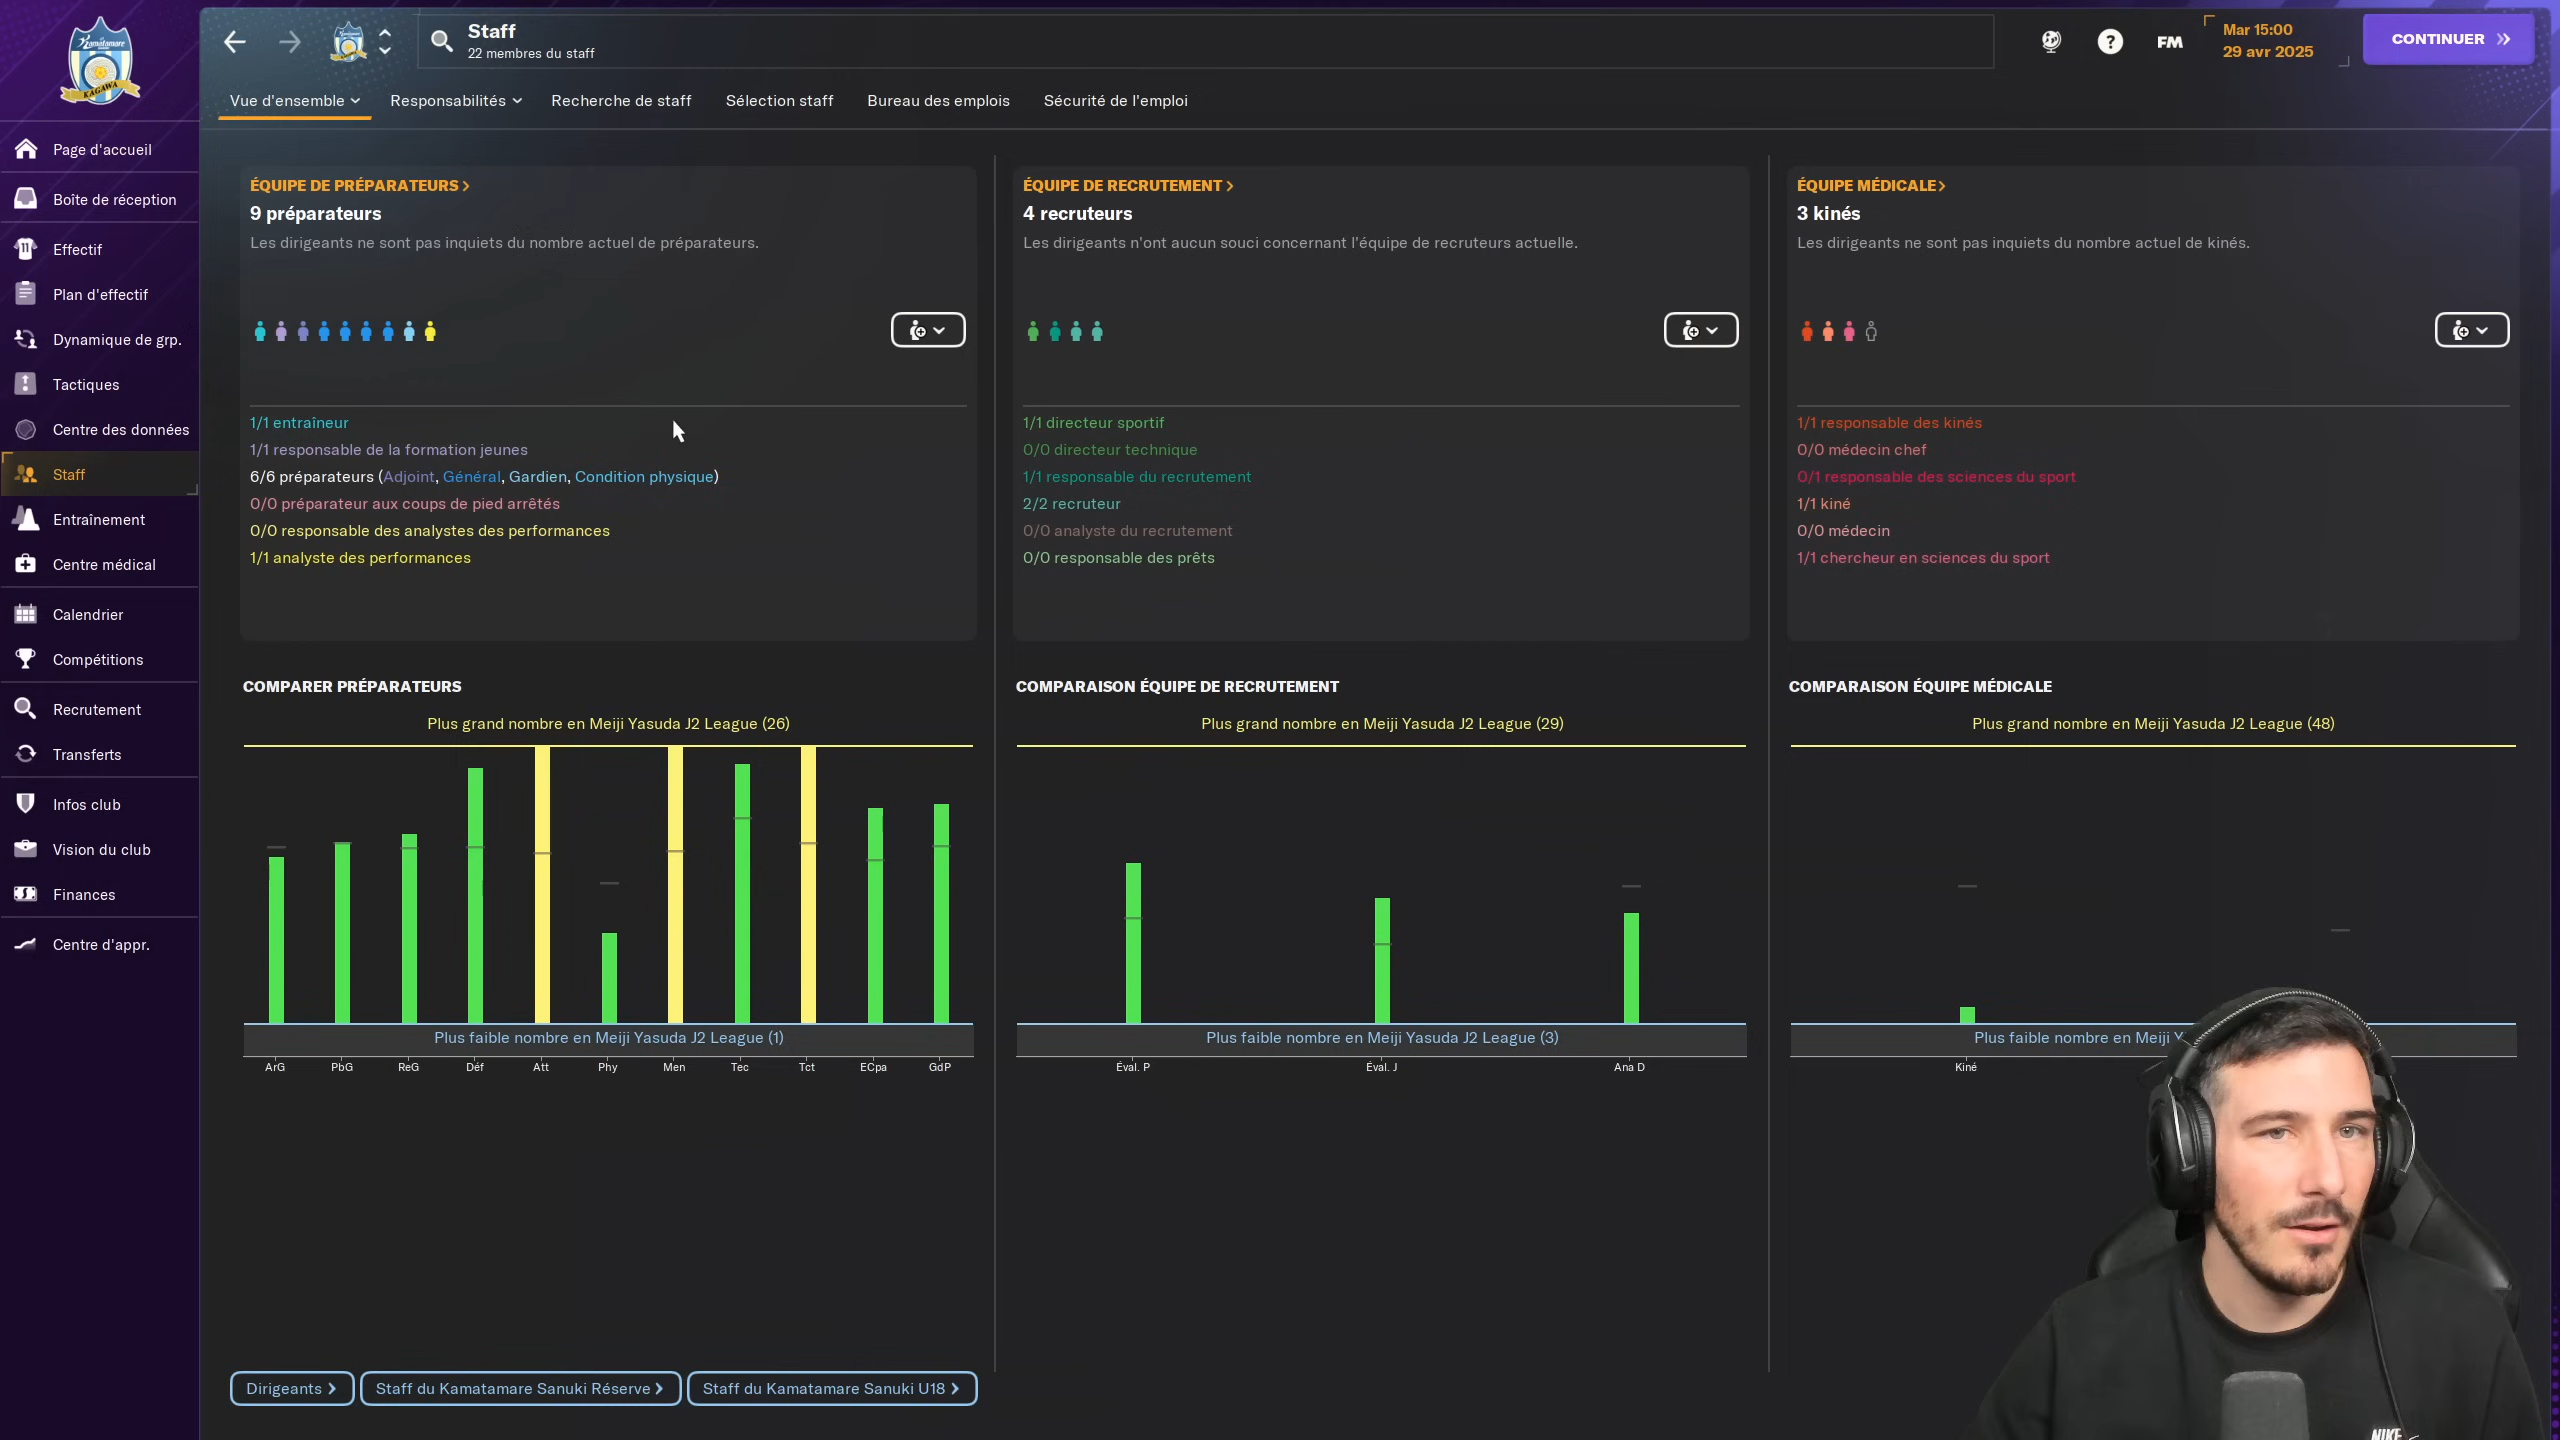 KAGAWA
Staff
22 membres du staff
FM
Mar 15:00
29 avr 2025
CONTINUER
Vue d'ensemble
Responsabilités
Recherche de staff
Sélection staff
Bureau des emplois
Sécurité de l'emploi
Page d'accueil
Boîte de réception
Effectif
Plan d'effectif
Dynamique de grp.
Tactiques
Centre des données
Staff
Entraînement
Centre médical
Calendrier
Compétitions
Recrutement
Transferts
Infos club
Vision du club
Finances
Centre d'appr.
ÉQUIPE DE PRÉPARATEURS >
9 préparateurs
Les dirigeants ne sont pas inquiets du nombre actuel de préparateurs.
1/1 entraîneur
1/1 responsable de la formation jeunes
6/6 préparateurs (Adjoint, Général, Gardien, Condition physique)
0/0 préparateur aux coups de pied arrêtés
0/0 responsable des analystes des performances
1/1 analyste des performances
ÉQUIPE DE RECRUTEMENT >
4 recruteurs
Les dirigeants n'ont aucun souci concernant l'équipe de recruteurs actuelle.
1/1 directeur sportif
0/0 directeur technique
1/1 responsable du recrutement
2/2 recruteur
0/0 analyste du recrutement
0/0 responsable des prêts
ÉQUIPE MÉDICALE >
3 kinés
Les dirigeants ne sont pas inquiets du nombre actuel de kinés.
1/1 responsable des kinés
0/0 médecin chef
0/1 responsable des sciences du sport
1/1 kiné
0/0 médecin
1/1 chercheur en sciences du sport
COMPARER PRÉPARATEURS
Plus grand nombre en Meiji Yasuda J2 League (26)
Plus faible nombre en Meiji Yasuda J2 League (1)
ArG PbG ReG Déf Att Phy Men Tec Tct ECpa GdP
COMPARAISON ÉQUIPE DE RECRUTEMENT
Plus grand nombre en Meiji Yasuda J2 League (29)
Plus faible nombre en Meiji Yasuda J2 League (3)
Éval. P Éval. J Ana D
COMPARAISON ÉQUIPE MÉDICALE
Plus grand nombre en Meiji Yasuda J2 League (48)
Plus faible nombre en Meiji
Kiné
Dirigeants >
Staff du Kamatamare Sanuki Réserve >
Staff du Kamatamare Sanuki U18 >
NIKE